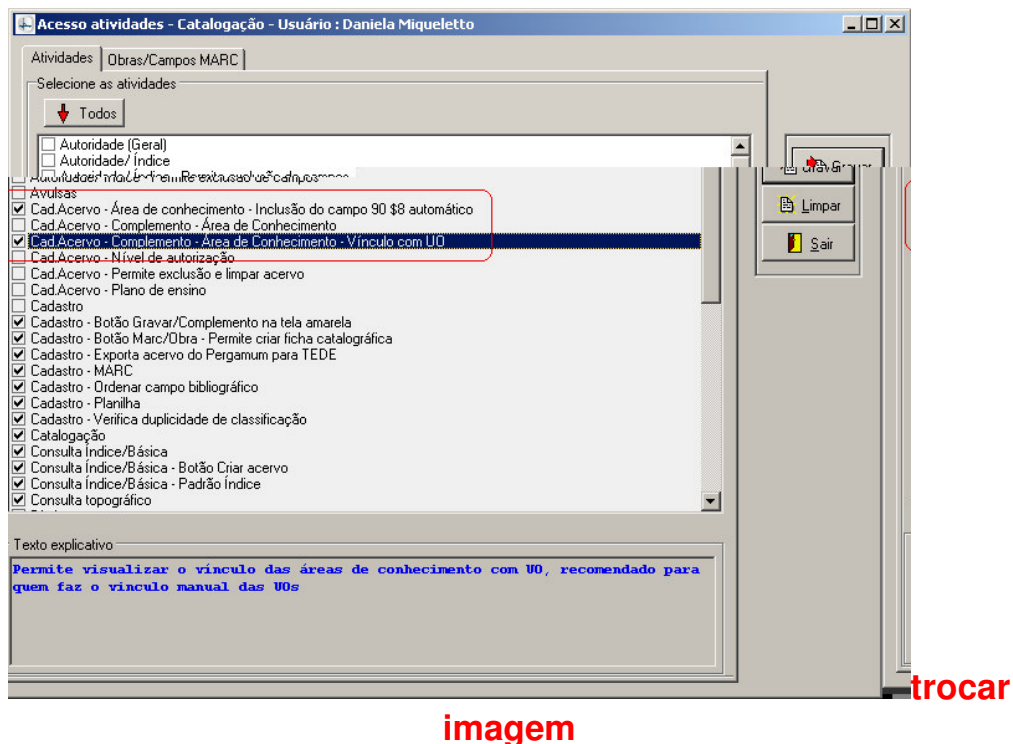 Acesso atividades - Catalogação - Usuário : Daniela Miqueletto
Atividades
Obras/Campos MARC
Selecione as atividades
Todos
Autoridade (Geral)
Autoridade/ Índice
Avulsas
Cad.Acervo - Área de conhecimento - Inclusão do campo 90 $8 automático
Cad.Acervo - Complemento - Área de Conhecimento
Cad.Acervo - Complemento - Área de Conhecimento - Vínculo com UO
Cad.Acervo - Nível de autorização
Cad.Acervo - Permite exclusão e limpar acervo
Cad.Acervo - Plano de ensino
Cadastro
Cadastro - Botão Gravar/Complemento na tela amarela
Cadastro - Botão Marc/Obra - Permite criar ficha catalográfica
Cadastro - Exporta acervo do Pergamum para TEDE
Cadastro - MARC
Cadastro - Ordenar campo bibliográfico
Cadastro - Planilha
Cadastro - Verifica duplicidade de classificação
Catalogação
Consulta Índice/Básica
Consulta Índice/Básica - Botão Criar acervo
Consulta Índice/Básica - Padrão Índice
Consulta topográfico
Gravar
Limpar
Sair
Texto explicativo
Permite visualizar o vínculo das áreas de conhecimento com UO, recomendado para
quem faz o vinculo manual das UOs
trocar
imagem